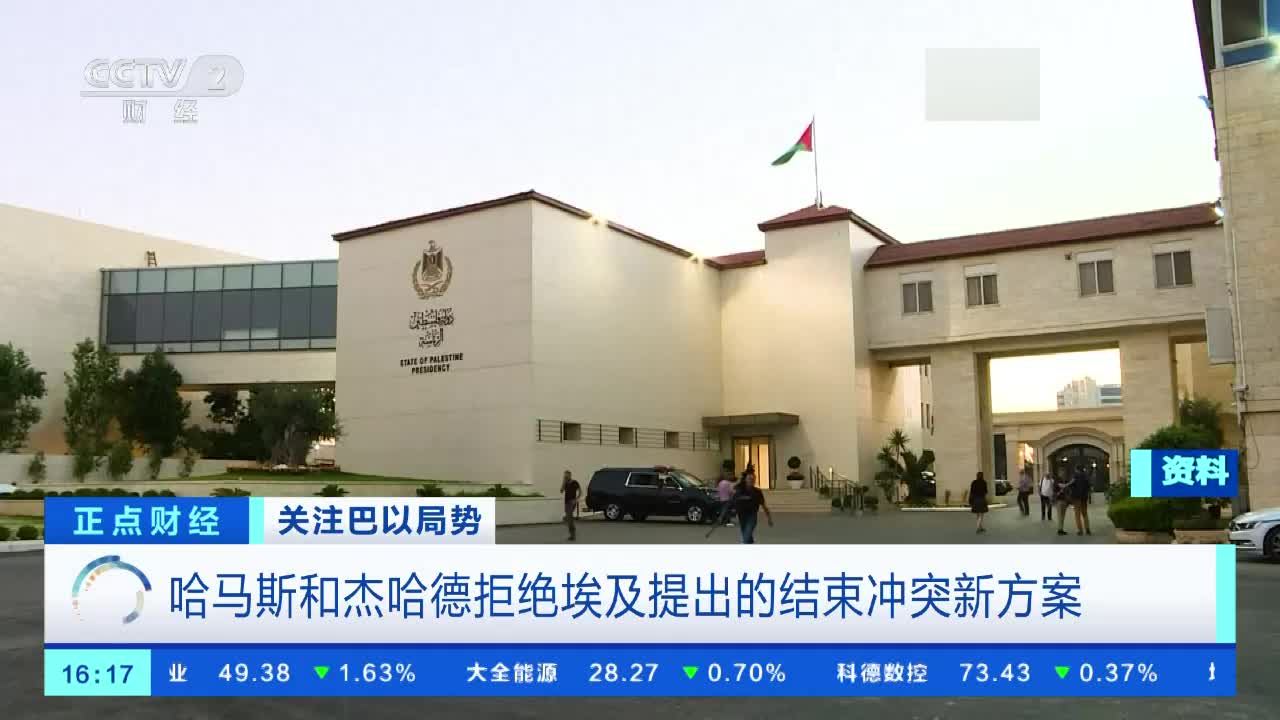 CCTV 2
财 经
دولة فلسطين
الرئاسة
STATE OF PALESTINE
PRESIDENCY
资料
正点财经 关注巴以局势
哈马斯和杰哈德拒绝埃及提出的结束冲突新方案
16:17 业 49.38 ▼1.63% 大全能源 28.27 ▼0.70% 科德数控 73.43 ▼0.37%